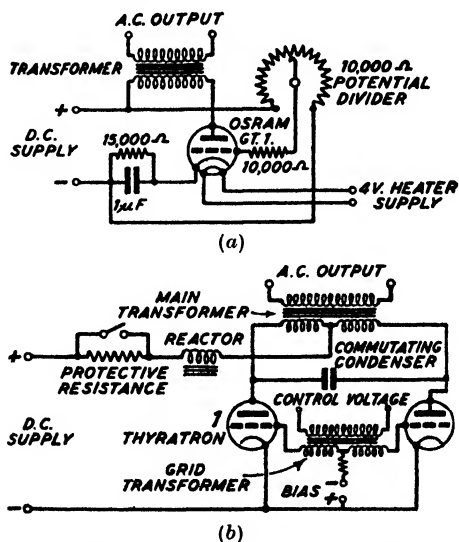 A.C. OUTPUT
TRANSFORMER
+
10,000 Ω
POTENTIAL
DIVIDER
D.C.
SUPPLY
15,000 Ω
OSRAM
GT. 1.
10,000 Ω
-
1μF
4V. HEATER
SUPPLY
(a)
A.C. OUTPUT
MAIN
TRANSFORMER
REACTOR
+
PROTECTIVE
RESISTANCE
COMMUTATING
CONDENSER
D.C.
SUPPLY
1
THYRATRON
CONTROL VOLTAGE
GRID
TRANSFORMER
BIAS
-
+
-
(b)